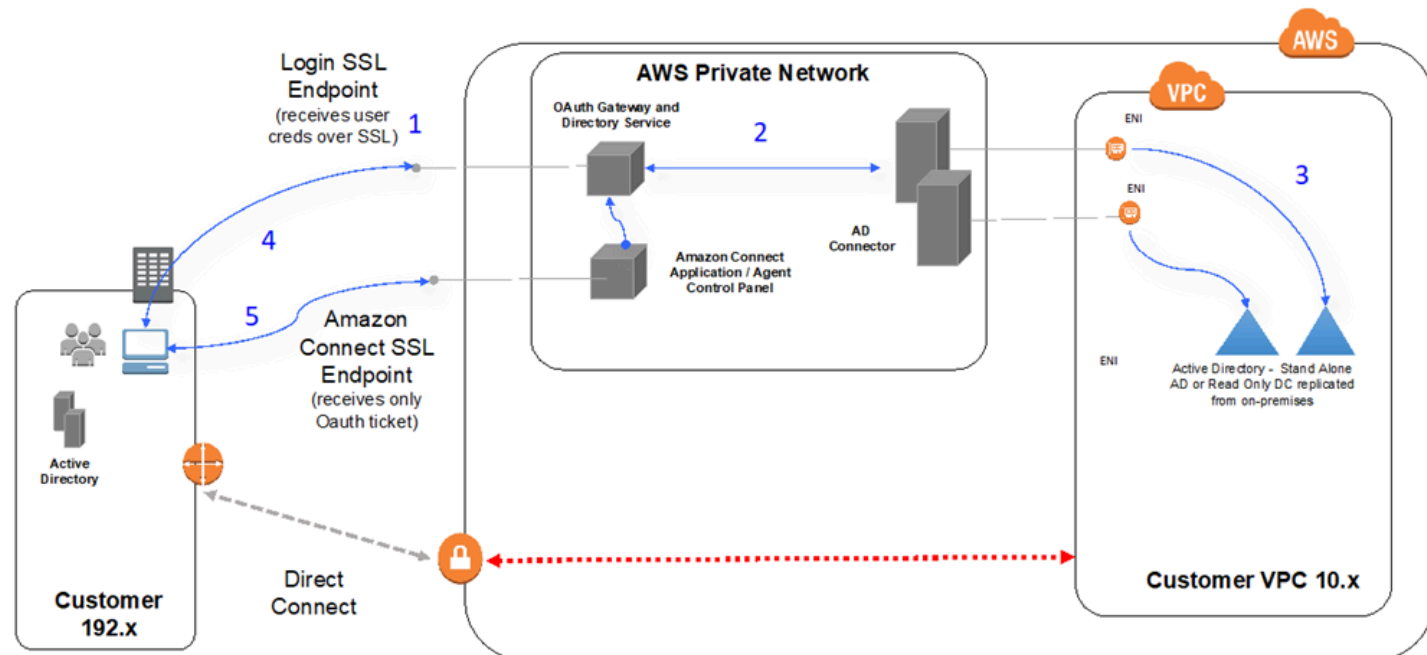 AWS
Login SSL
Endpoint
(receives user
creds over SSL)
1
AWS Private Network
OAuth Gateway and
Directory Service
2
VPC
ENI
ENI
3
4
AD
Connector
Amazon Connect
Application / Agent
Control Panel
5
Amazon
Connect SSL
Endpoint
(receives only
Oauth ticket)
ENI
Active Directory - Stand Alone
AD or Read Only DC replicated
from on-premises
Active
Directory
Direct
Connect
Customer
192.x
Customer VPC 10.x